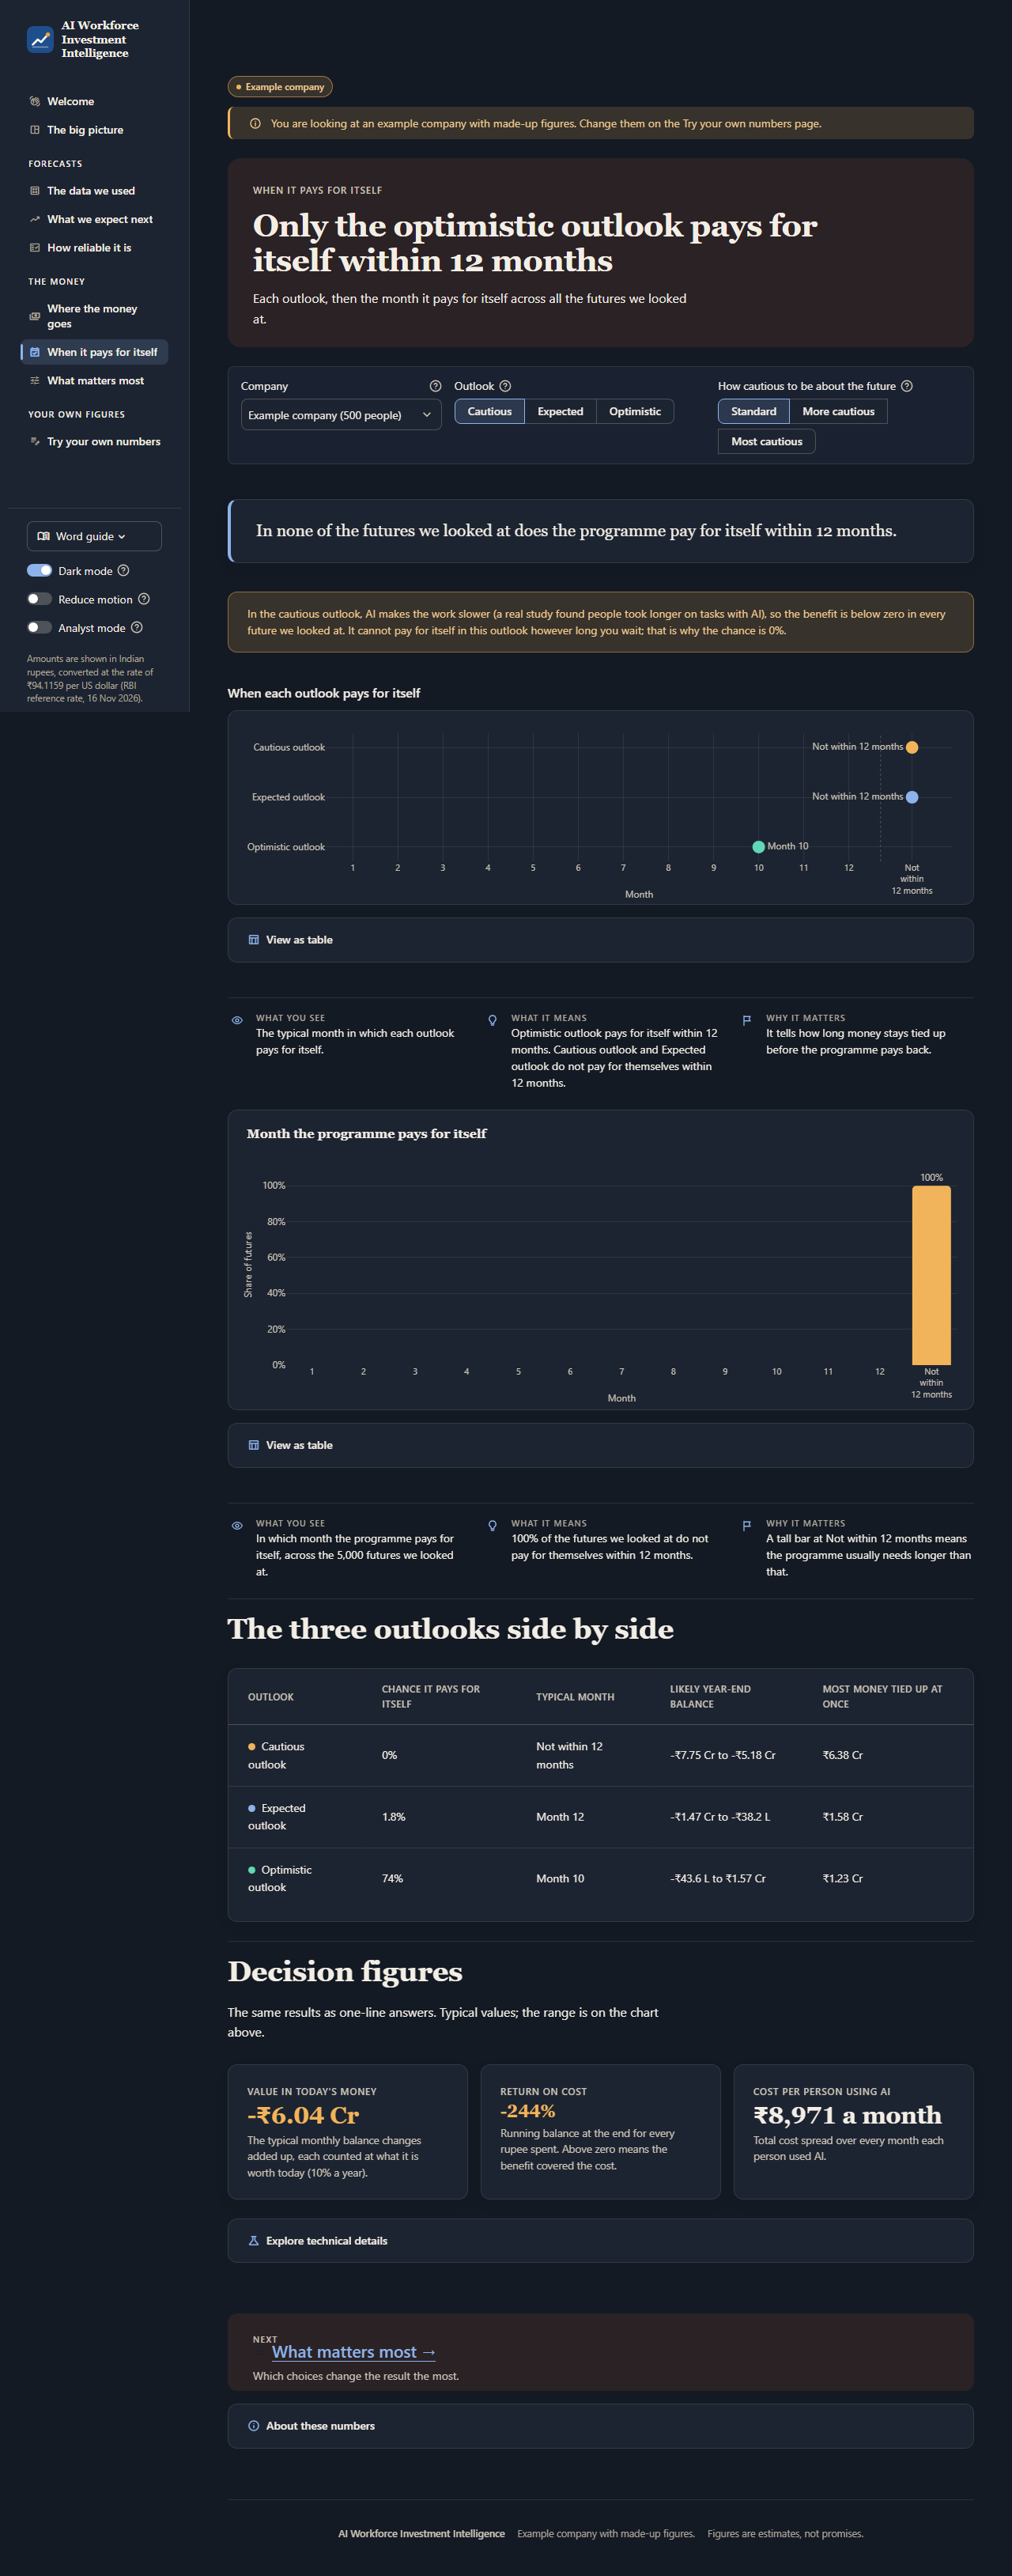 AI Workforce
Investment
Intelligence
Welcome
The big picture
FORECASTS
The data we used
What we expect next
How reliable it is
THE MONEY
Where the money
goes
When it pays for itself
What matters most
YOUR OWN FIGURES
Try your own numbers
Word guide
Dark mode
Reduce motion
Analyst mode
Amounts are shown in Indian
rupees, converted at the rate of
₹94.1159 per US dollar (RBI
reference rate, 16 Nov 2026).
Example company
You are looking at an example company with made-up figures. Change them on the Try your own numbers page.
WHEN IT PAYS FOR ITSELF
Only the optimistic outlook pays for
itself within 12 months
Each outlook, then the month it pays for itself across all the futures we looked
at.
Company
Example company (500 people)
Outlook
Cautious Expected Optimistic
How cautious to be about the future
Standard More cautious
Most cautious
In none of the futures we looked at does the programme pay for itself within 12 months.
In the cautious outlook, AI makes the work slower (a real study found people took longer on tasks with AI), so the benefit is below zero in every
future we looked at. It cannot pay for itself in this outlook however long you wait; that is why the chance is 0%.
When each outlook pays for itself
Cautious outlook Not within 12 months
Expected outlook Not within 12 months
Optimistic outlook Month 10
1 2 3 4 5 6 7 8 9 10 11 12 Not
within
12 months
Month
View as table
WHAT YOU SEE
The typical month in which each outlook
pays for itself.
WHAT IT MEANS
Optimistic outlook pays for itself within 12
months. Cautious outlook and Expected
outlook do not pay for themselves within
12 months.
WHY IT MATTERS
It tells how long money stays tied up
before the programme pays back.
Month the programme pays for itself
100%
100%
80%
60%
40%
20%
0%
Share of futures
1 2 3 4 5 6 7 8 9 10 11 12 Not
within
12 months
Month
View as table
WHAT YOU SEE
In which month the programme pays for
itself, across the 5,000 futures we looked
at.
WHAT IT MEANS
100% of the futures we looked at do not
pay for themselves within 12 months.
WHY IT MATTERS
A tall bar at Not within 12 months means
the programme usually needs longer than
that.
The three outlooks side by side
OUTLOOK
CHANCE IT PAYS FOR
ITSELF
TYPICAL MONTH
LIKELY YEAR-END
BALANCE
MOST MONEY TIED UP AT
ONCE
Cautious
outlook
0%
Not within 12
months
-₹7.75 Cr to -₹5.18 Cr
₹6.38 Cr
Expected
outlook
1.8%
Month 12
-₹1.47 Cr to -₹38.2 L
₹1.58 Cr
Optimistic
outlook
74%
Month 10
-₹43.6 L to ₹1.57 Cr
₹1.23 Cr
Decision figures
The same results as one-line answers. Typical values; the range is on the chart
above.
VALUE IN TODAY'S MONEY
-₹6.04 Cr
The typical monthly balance changes
added up, each counted at what it is
worth today (10% a year).
RETURN ON COST
-244%
Running balance at the end for every
rupee spent. Above zero means the
benefit covered the cost.
COST PER PERSON USING AI
₹8,971 a month
Total cost spread over every month each
person used AI.
Explore technical details
NEXT
What matters most →
Which choices change the result the most.
About these numbers
AI Workforce Investment Intelligence Example company with made-up figures. Figures are estimates, not promises.